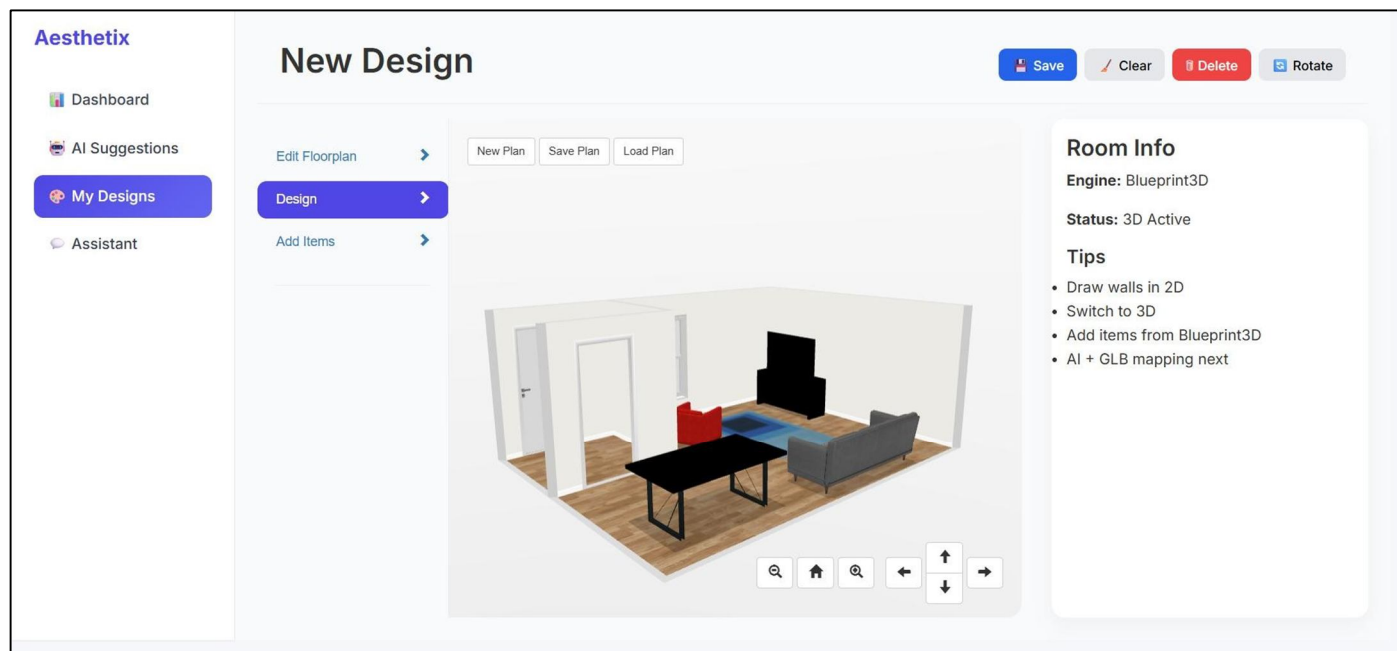 Aesthetix
Dashboard
AI Suggestions
My Designs
Assistant
New Design
Save
Clear
Delete
Rotate
Edit Floorplan
Design
Add Items
New Plan
Save Plan
Load Plan
Room Info
Engine: Blueprint3D
Status: 3D Active
Tips
• Draw walls in 2D
• Switch to 3D
• Add items from Blueprint3D
• AI + GLB mapping next